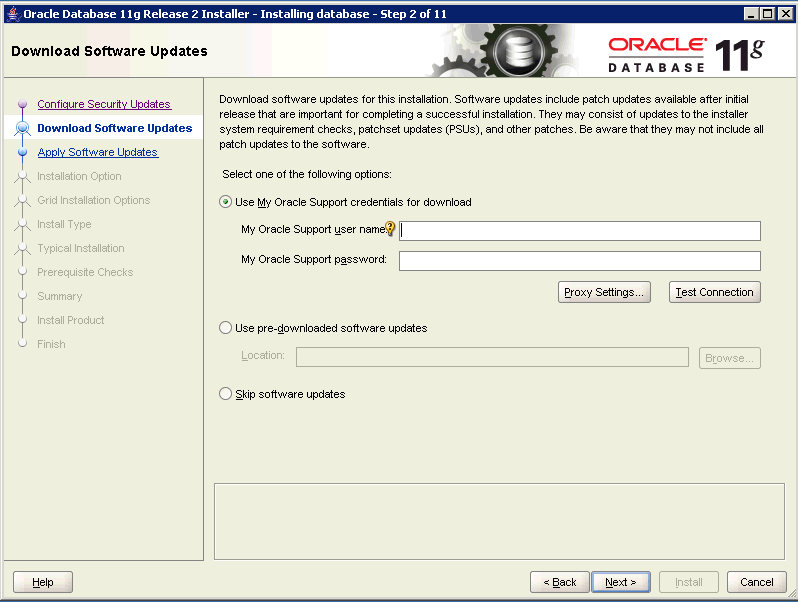 Oracle Database 11g Release 2 Installer - Installing database - Step 2 of 11
Download Software Updates
ORACLE®
DATABASE
11g
Configure Security Updates
Download Software Updates
Apply Software Updates
Installation Option
Grid Installation Options
Install Type
Typical Installation
Prerequisite Checks
Summary
Install Product
Finish
Download software updates for this installation. Software updates include patch updates available after initial
release that are important for completing a successful installation. They may consist of updates to the installer
system requirement checks, patchset updates (PSUs), and other patches. Be aware that they may not include all
patch updates to the software.
Select one of the following options:
Use My Oracle Support credentials for download
My Oracle Support user name
My Oracle Support password:
Proxy Settings... Test Connection
Use pre-downloaded software updates
Location: Browse...
Skip software updates
Help < Back Next > Install Cancel